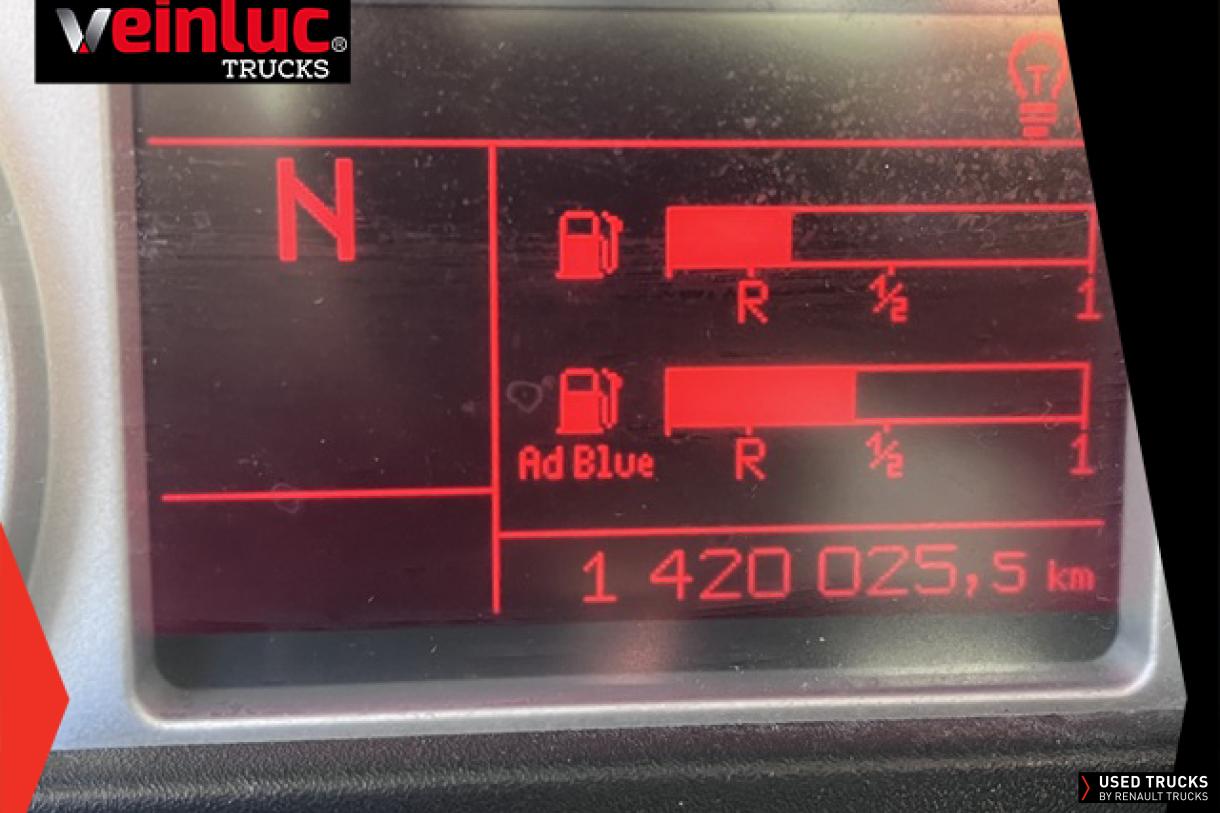 veinluc®
TRUCKS
N
R ½ 1
Ad Blue R ½ 1
1 420 025,5 km
USED TRUCKS
BY RENAULT TRUCKS